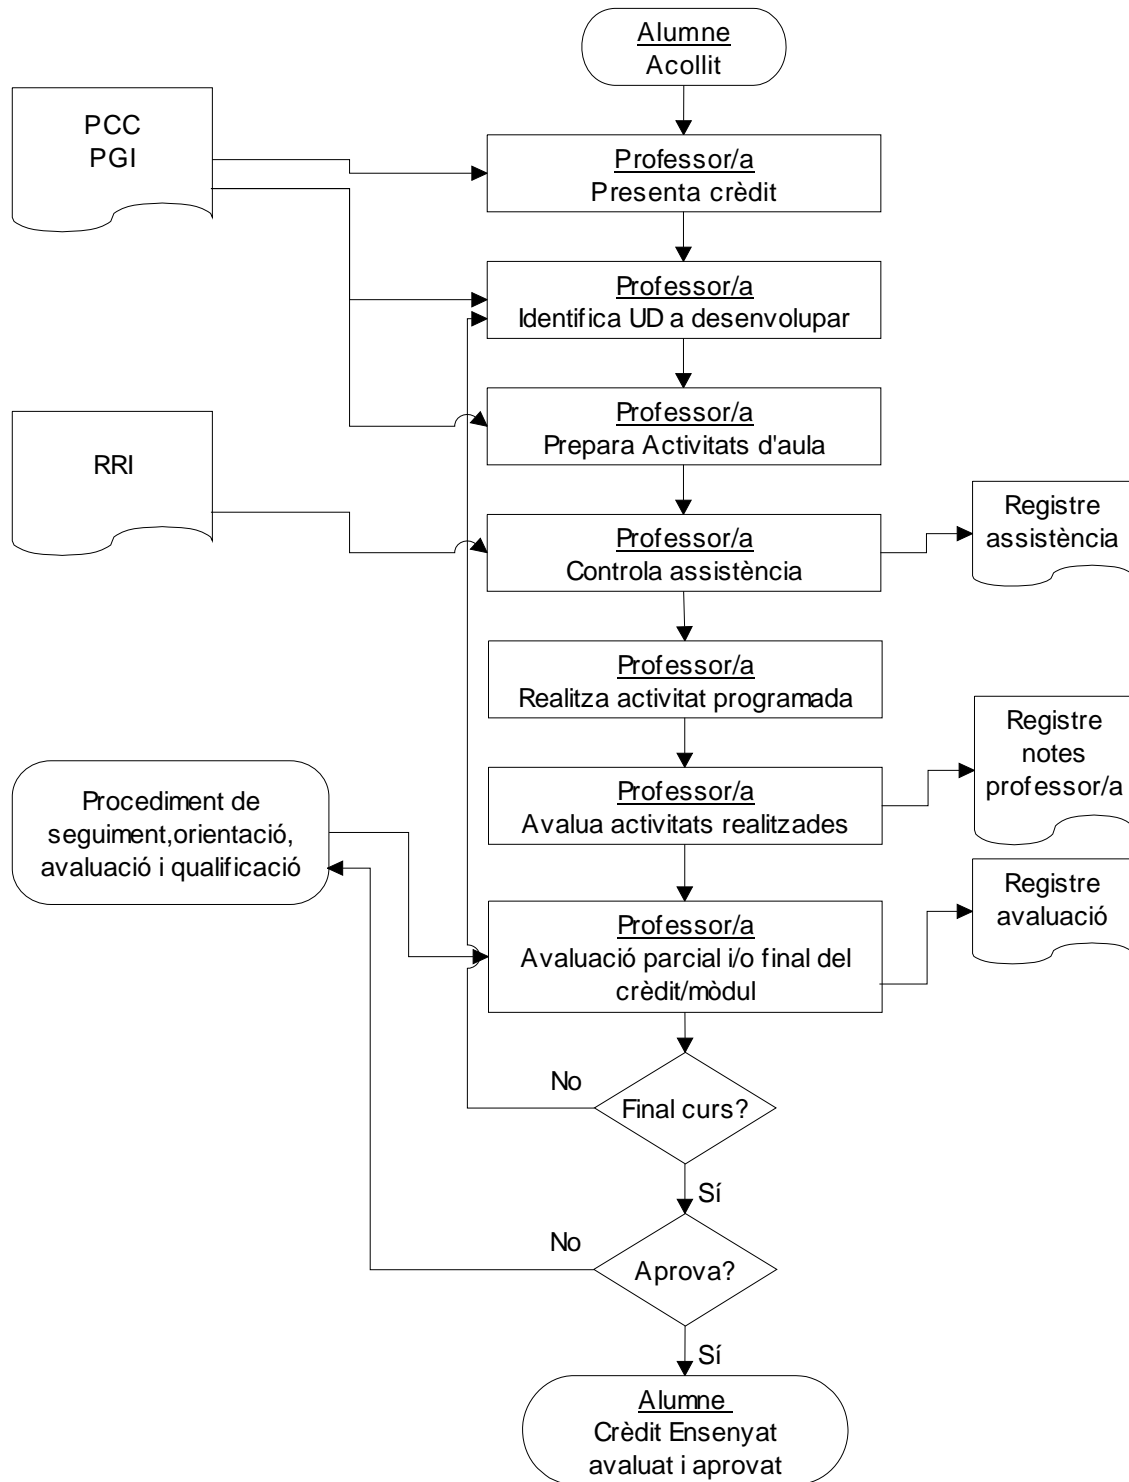 Alumne
Acollit
PCC
PGI
Professor/a
Presenta crèdit
Professor/a
Identifica UD a desenvolupar
Professor/a
Prepara Activitats d'aula
RRI
Professor/a
Controla assistència
Registre
assistència
Professor/a
Realitza activitat programada
Registre
notes
professor/a
Procediment de
seguiment,orientació,
avaluació i qualificació
Professor/a
Avalua activitats realitzades
Registre
avaluació
Professor/a
Avaluació parcial i/o final del
crèdit/mòdul
No
Final curs?
Sí
No
Aprova?
Sí
Alumne
Crèdit Ensenyat
avaluat i aprovat